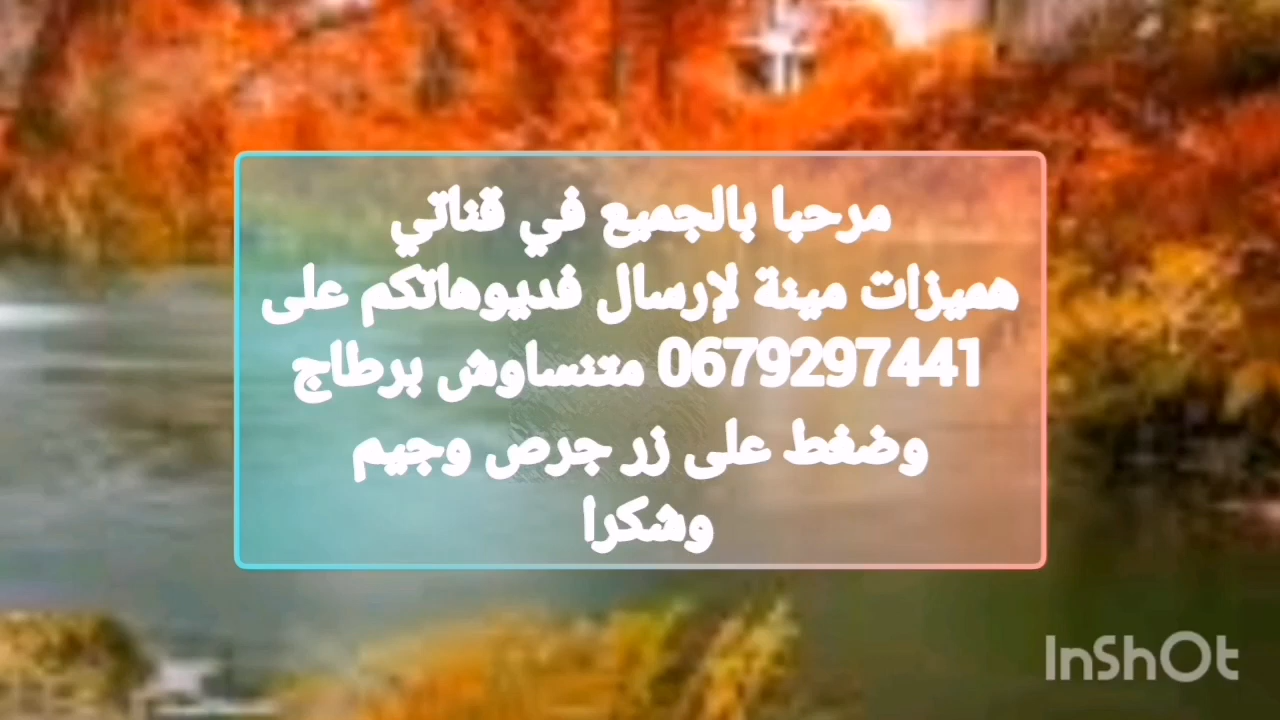 مرحبا بالجميع في قناتي
هميزات مينة لإرسال فديوهاتكم على
0679297441 متنساوش برطاج
وضغط على زر جرص وجيم
وشكرا
InShOt